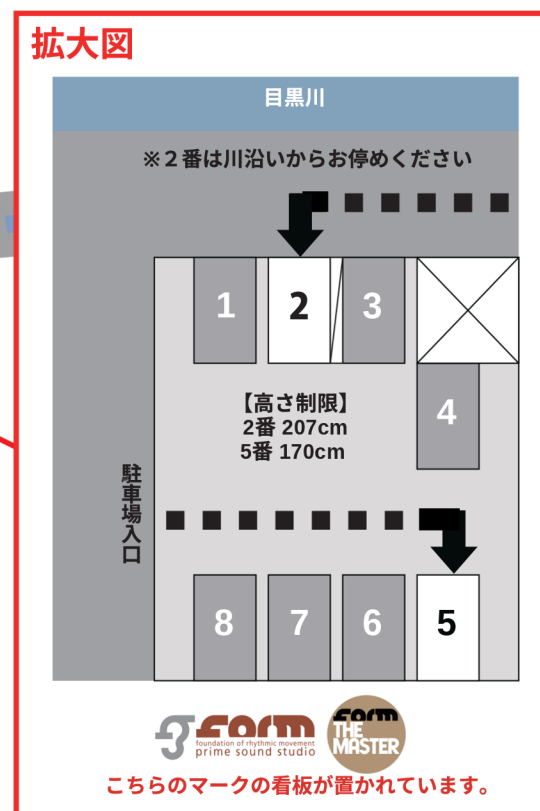 拡大図
目黒川
※２番は川沿いからお停めください
1
2
3
4
【高さ制限】
2番 207cm
5番 170cm
駐車場入口
8
7
6
5
form
foundation of rhythmic movement
prime sound studio
form
THE
MASTER
こちらのマークの看板が置かれています。